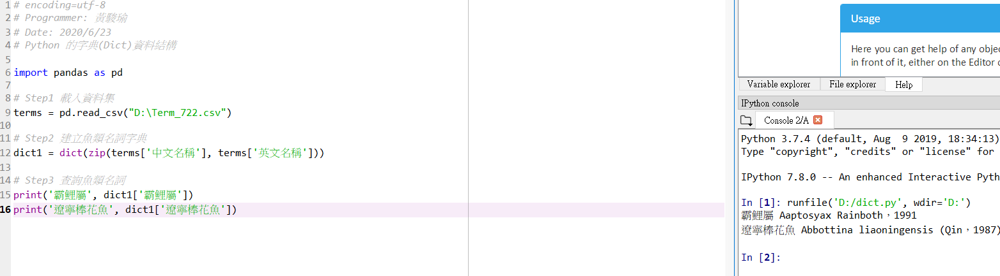 1 # encoding=utf-8
2 # Programmer: 黃駿瑜
3 # Date: 2020/6/23
4 # Python 的字典(Dict)資料結構
5
6 import pandas as pd
7
8 # Step1 載入資料集
9 terms = pd.read_csv("D:\Term_722.csv")
10
11 # Step2 建立魚類名詞字典
12 dict1 = dict(zip(terms['中文名稱'], terms['英文名稱']))
13
14 # Step3 查詢魚類名詞
15 print('霸鯉屬', dict1['霸鯉屬'])
16 print('遼寧棒花魚', dict1['遼寧棒花魚'])
Usage
Here you can get help of any objec
in front of it, either on the Editor o
Variable explorer File explorer Help
IPython console
Console 2/A
Python 3.7.4 (default, Aug  9 2019, 18:34:13)
Type "copyright", "credits" or "license" for
IPython 7.8.0 -- An enhanced Interactive Pyth
In [1]: runfile('D:/dict.py', wdir='D:')
霸鯉屬 Aaptosyax Rainboth，1991
遼寧棒花魚 Abbottina liaoningensis (Qin，1987)
In [2]: